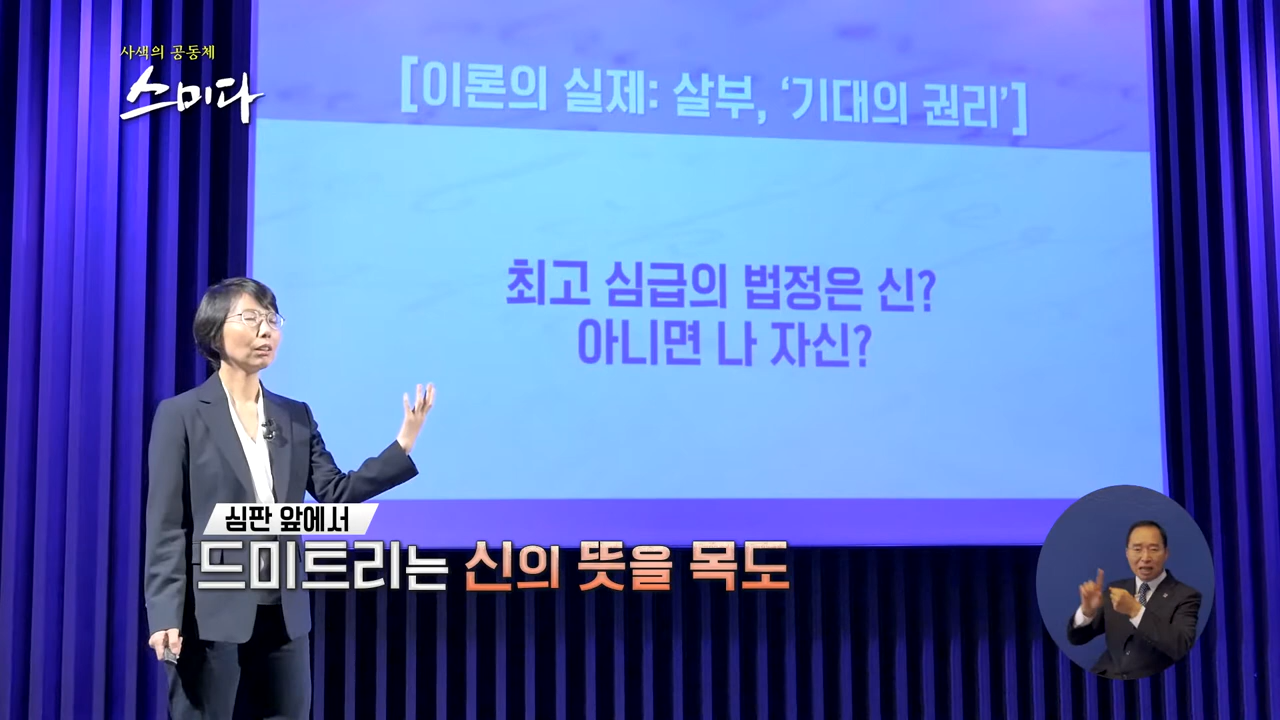 사색의 공동체
스미다
[이론의 실제: 살부, ‘기대의 권리’]
최고 심급의 법정은 신?
아니면 나 자신?
심판 앞에서
드미트리는 신의 뜻을 목도